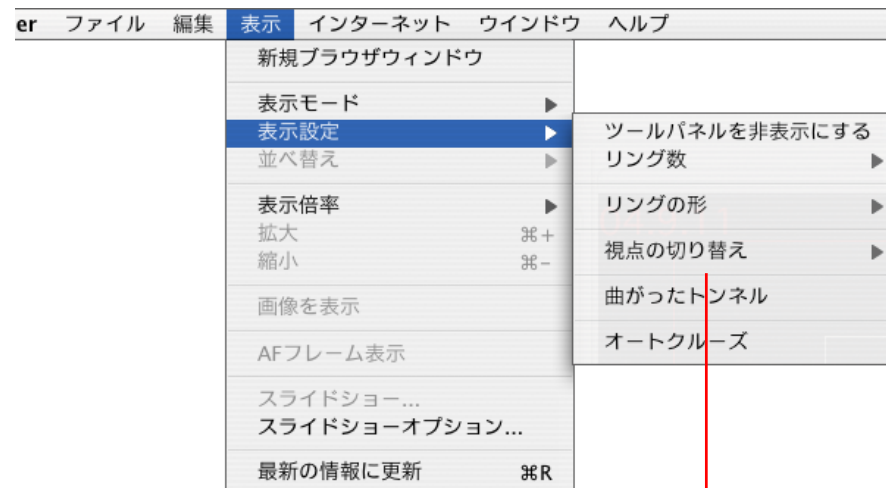 er ファイル 編集 表示 インターネット ウインドウ ヘルプ
新規ブラウザウィンドウ
表示モード
表示設定
並べ替え
表示倍率
拡大 ⌘+
縮小 ⌘-
画像を表示
AFフレーム表示
スライドショー...
スライドショーオプション...
最新の情報に更新 ⌘R
ツールパネルを非表示にする
リング数
リングの形
視点の切り替え
曲がったトンネル
オートクルーズ